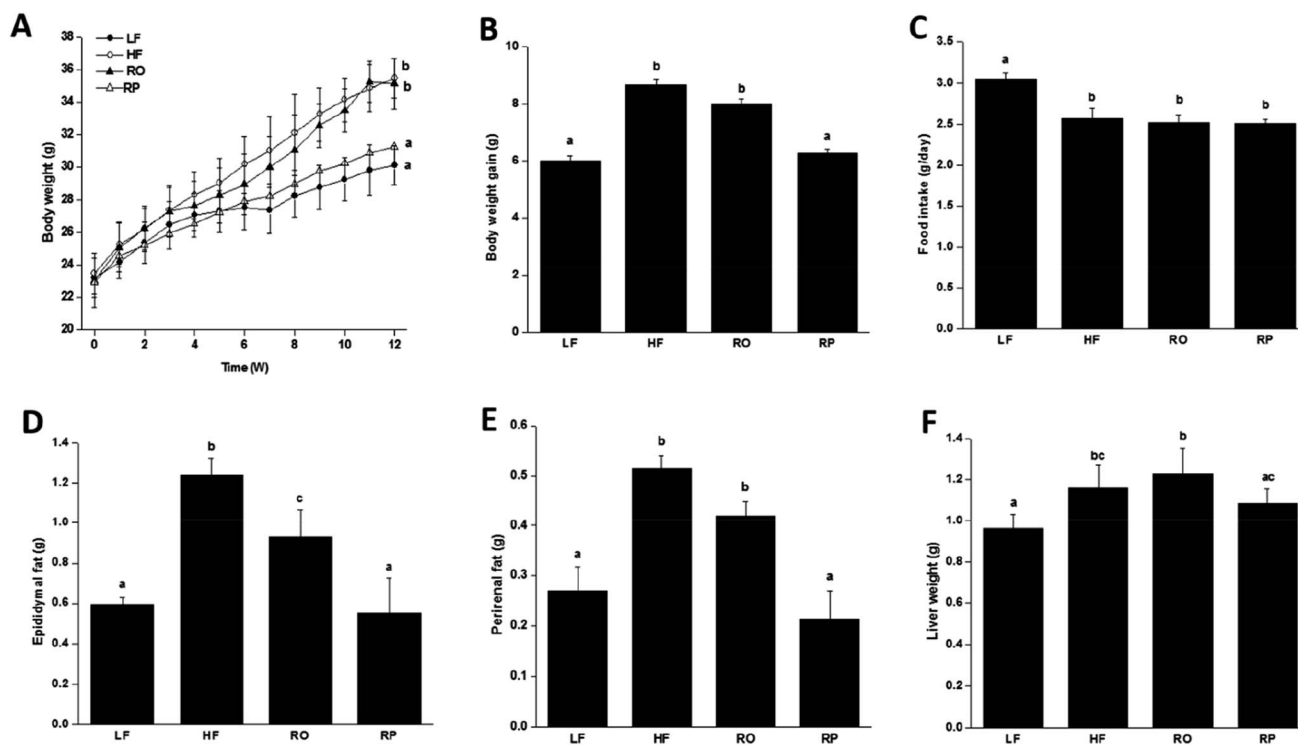 A
LF
HF
RO
RP
Body weight (g)
38
36
34
32
30
28
26
24
22
20
b
b
a
a
0 2 4 6 8 10 12
Time (W)
B
Body weight gain (g)
10
8
6
4
2
0
a b b a
LF HF RO RP
C
Food intake (g/day)
3.5
3.0
2.5
2.0
1.5
1.0
0.5
0.0
a b b b
LF HF RO RP
D
Epididymal fat (g)
1.4
1.2
1.0
0.8
0.6
0.4
0.2
0.0
a b c a
LF HF RO RP
E
Perirenal fat (g)
0.6
0.5
0.4
0.3
0.2
0.1
0.0
a b b a
LF HF RO RP
F
Liver weight (g)
1.4
1.2
1.0
0.8
0.6
0.4
0.2
0.0
a bc b ac
LF HF RO RP